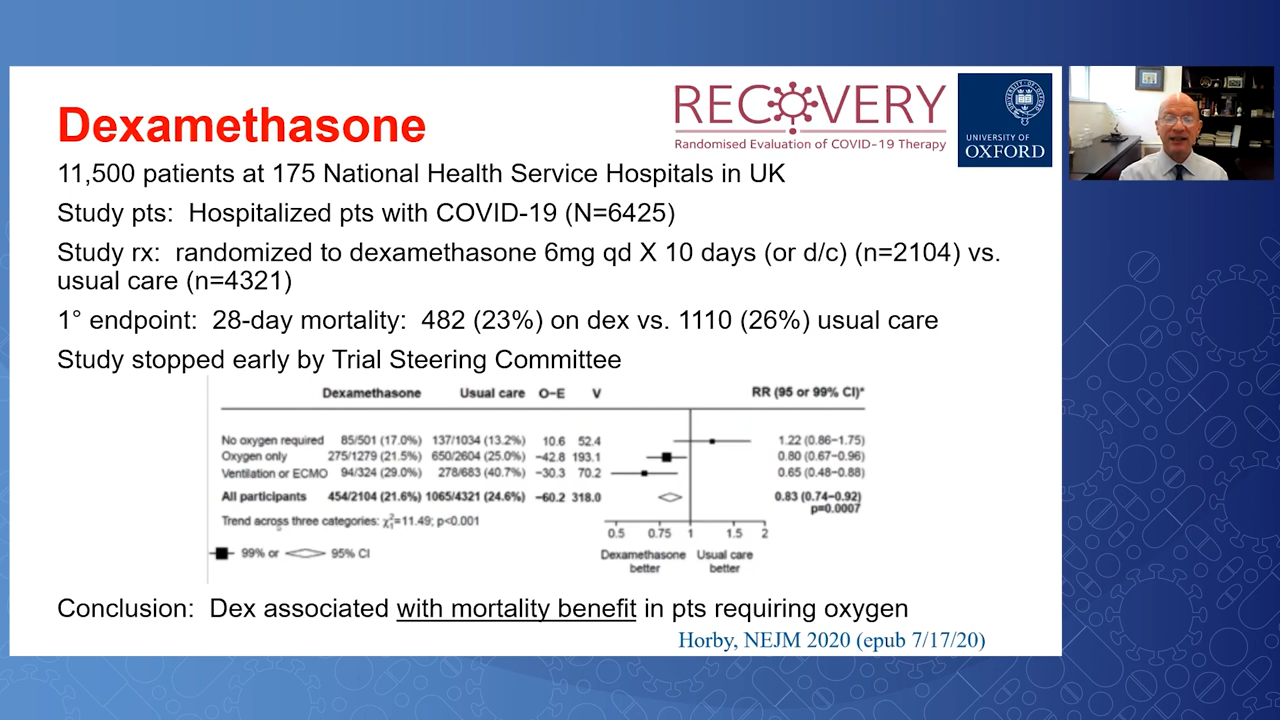 RECOVERY
Randomised Evaluation of COVID-19 Therapy
UNIVERSITY OF
OXFORD
Dexamethasone
11,500 patients at 175 National Health Service Hospitals in UK
Study pts: Hospitalized pts with COVID-19 (N=6425)
Study rx: randomized to dexamethasone 6mg qd X 10 days (or d/c) (n=2104) vs.
usual care (n=4321)
1° endpoint: 28-day mortality: 482 (23%) on dex vs. 1110 (26%) usual care
Study stopped early by Trial Steering Committee
Dexamethasone Usual care O–E V RR (95 or 99% CI)*
No oxygen required 85/501 (17.0%) 137/1034 (13.2%) 10.6 52.4 1.22 (0.86–1.75)
Oxygen only 275/1279 (21.5%) 650/2604 (25.0%) –42.8 193.1 0.80 (0.67–0.96)
Ventilation or ECMO 94/324 (29.0%) 278/683 (40.7%) –30.3 70.2 0.65 (0.48–0.88)
All participants 454/2104 (21.6%) 1065/4321 (24.6%) –60.2 318.0 0.83 (0.74–0.92)
p=0.0007
Trend across three categories: χ²₁=11.49; p<0.001
0.5 0.75 1 1.5 2
99% or 95% CI
Dexamethasone Usual care
better better
Conclusion: Dex associated with mortality benefit in pts requiring oxygen
Horby, NEJM 2020 (epub 7/17/20)